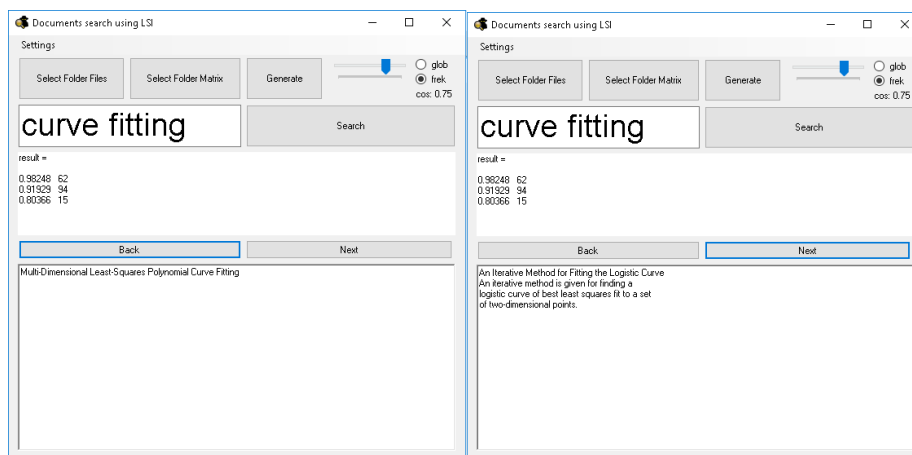 Documents search using LSI
Settings
Select Folder Files
Select Folder Matrix
Generate
glob
frek
cos: 0.75
curve fitting
Search
result =
0.98248 62
0.91929 94
0.80366 15
Back
Next
Multi-Dimensional Least-Squares Polynomial Curve Fitting
Documents search using LSI
Settings
Select Folder Files
Select Folder Matrix
Generate
glob
frek
cos: 0.75
curve fitting
Search
result =
0.98248 62
0.91929 94
0.80366 15
Back
Next
An Iterative Method for Fitting the Logistic Curve
An iterative method is given for finding a
logistic curve of best least squares fit to a set
of two-dimensional points.